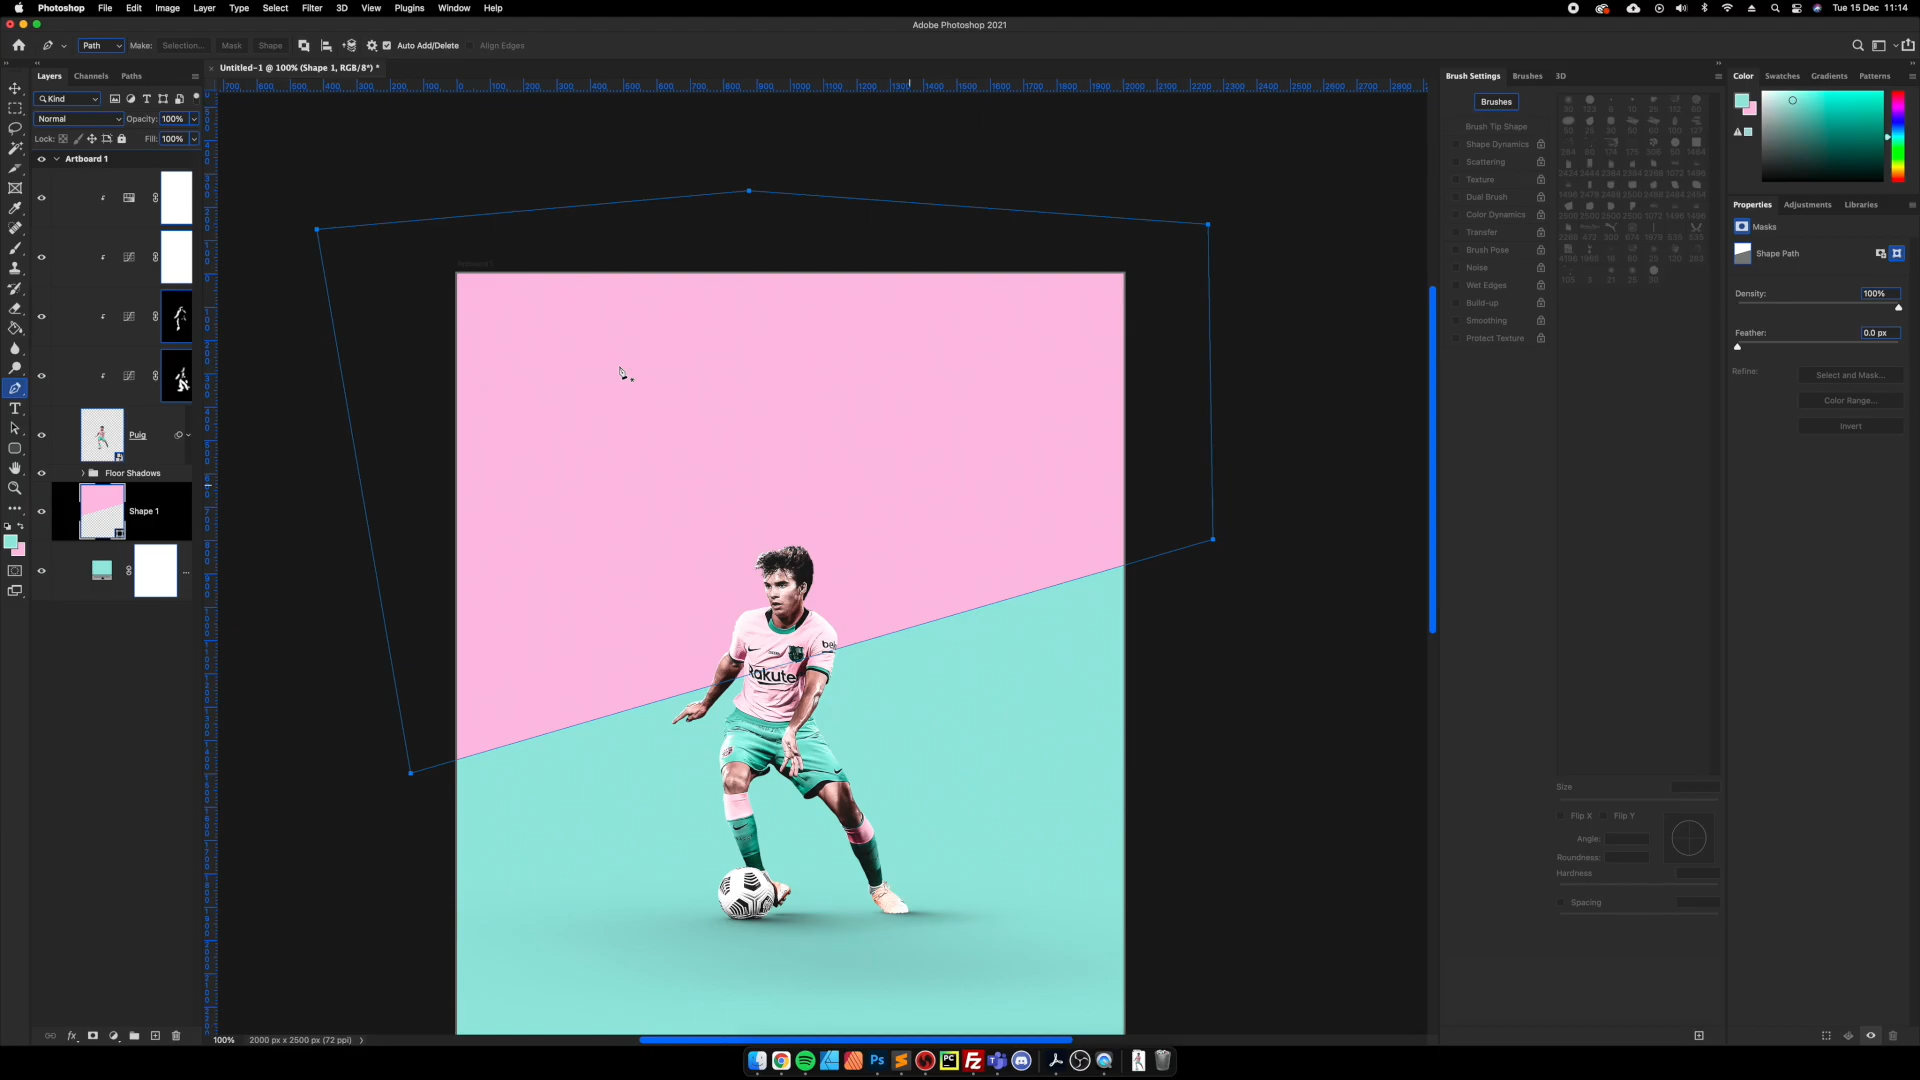 Photoshop File Edit Image Layer Type Select Filter 3D View Plugins Window Help Tue 15 Dec 11:14
Adobe Photoshop 2021
Path Make: Selection... Mask Shape Auto Add/Delete Align Edges
Layers Channels Paths
Untitled-1 @ 100% (Shape 1, RGB/8*) *
Kind
Normal Opacity: 100%
Lock: Fill: 100%
Artboard 1
Puig
Floor Shadows
Shape 1
...
Artboard 1
Rakuten
100% 2000 px x 2500 px (72 ppi)
Brush Settings Brushes 3D
Brushes
Brush Tip Shape
Shape Dynamics
Scattering
Texture
Dual Brush
Color Dynamics
Transfer
Brush Pose
Noise
Wet Edges
Build-up
Smoothing
Protect Texture
Size
Flip X Flip Y
Angle:
Roundness:
Hardness
Spacing
Color Swatches Gradients Patterns
Properties Adjustments Libraries
Masks
Shape Path
Density: 100%
Feather: 0.0 px
Refine: Select and Mask...
Color Range...
Invert